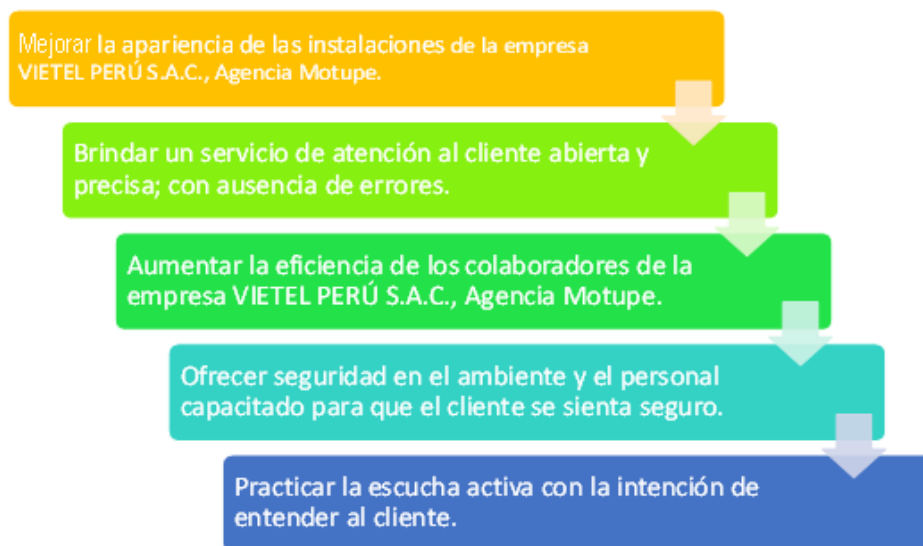 Mejorar la apariencia de las instalaciones de la empresa
VIETEL PERÚ S.A.C., Agencia Motupe.
Brindar un servicio de atención al cliente abierta y
precisa; con ausencia de errores.
Aumentar la eficiencia de los colaboradores de la
empresa VIETEL PERÚ S.A.C., Agencia Motupe.
Ofrecer seguridad en el ambiente y el personal
capacitado para que el cliente se sienta seguro.
Practicar la escucha activa con la intención de
entender al cliente.